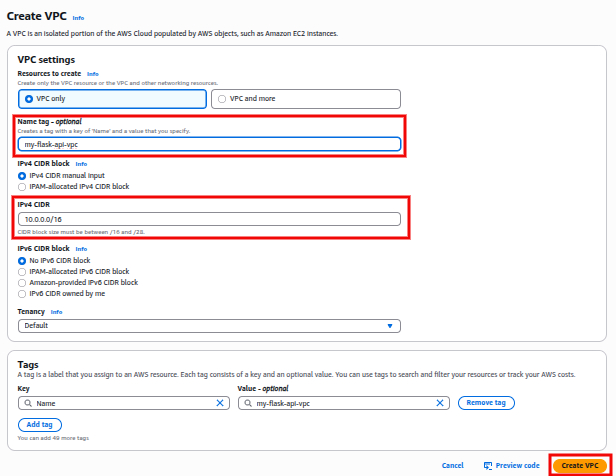 Create VPC Info
A VPC is an isolated portion of the AWS Cloud populated by AWS objects, such as Amazon EC2 instances.
VPC settings
Resources to create Info
Create only the VPC resource or the VPC and other networking resources.
VPC only
VPC and more
Name tag - optional
Creates a tag with a key of 'Name' and a value that you specify.
my-flask-api-vpc
IPv4 CIDR block Info
IPv4 CIDR manual input
IPAM-allocated IPv4 CIDR block
IPv4 CIDR
10.0.0.0/16
CIDR block size must be between /16 and /28.
IPv6 CIDR block Info
No IPv6 CIDR block
IPAM-allocated IPv6 CIDR block
Amazon-provided IPv6 CIDR block
IPv6 CIDR owned by me
Tenancy Info
Default
Tags
A tag is a label that you assign to an AWS resource. Each tag consists of a key and an optional value. You can use tags to search and filter your resources or track your AWS costs.
Key
Value - optional
Name
my-flask-api-vpc
Remove tag
Add tag
You can add 49 more tags
Cancel
Preview code
Create VPC